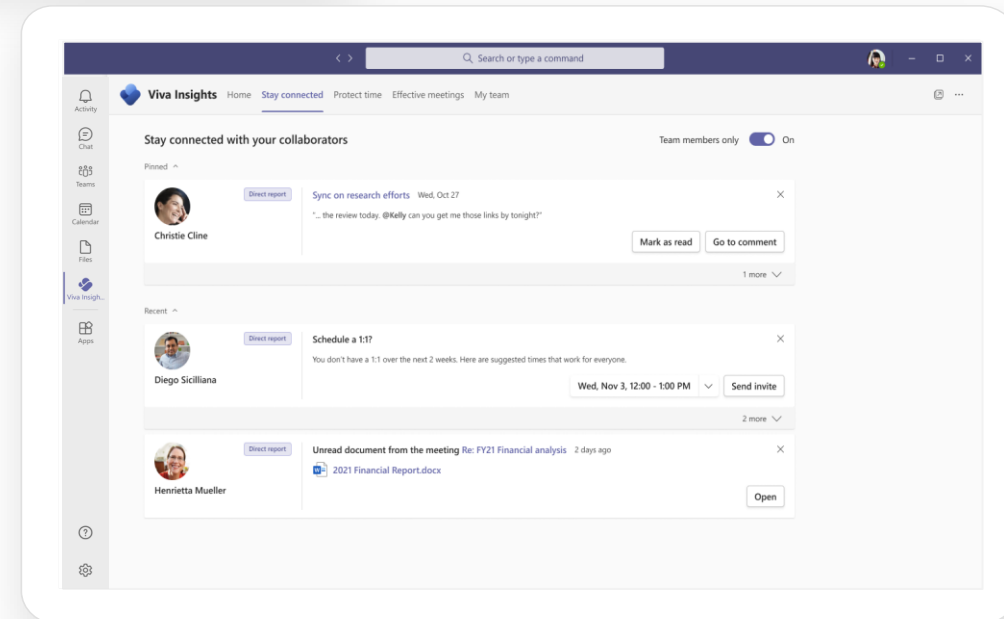 Search or type a command
Activity
Chat
Teams
Calendar
Files
Viva Insigh...
Apps
Viva Insights Home Stay connected Protect time Effective meetings My team
Stay connected with your collaborators
Team members only On
Pinned
Christie Cline
Direct report
Sync on research efforts Wed, Oct 27
"... the review today. @Kelly can you get me those links by tonight?"
Mark as read Go to comment
1 more
Recent
Diego Sicilliana
Direct report
Schedule a 1:1?
You don't have a 1:1 over the next 2 weeks. Here are suggested times that work for everyone.
Wed, Nov 3, 12:00 - 1:00 PM Send invite
2 more
Henrietta Mueller
Direct report
Unread document from the meeting Re: FY21 Financial analysis 2 days ago
2021 Financial Report.docx
Open